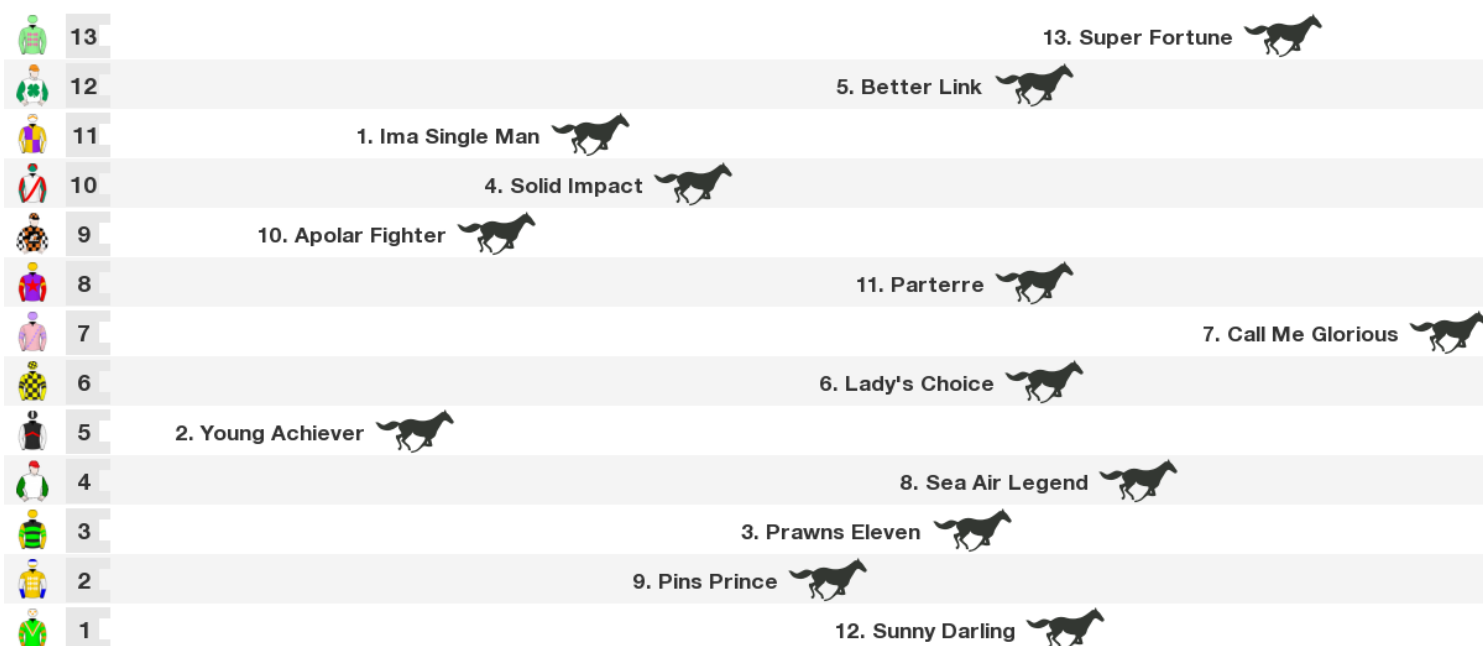 13 13. Super Fortune
12 5. Better Link
11 1. Ima Single Man
10 4. Solid Impact
9 10. Apolar Fighter
8 11. Parterre
7 7. Call Me Glorious
6 6. Lady's Choice
5 2. Young Achiever
4 8. Sea Air Legend
3 3. Prawns Eleven
2 9. Pins Prince
1 12. Sunny Darling